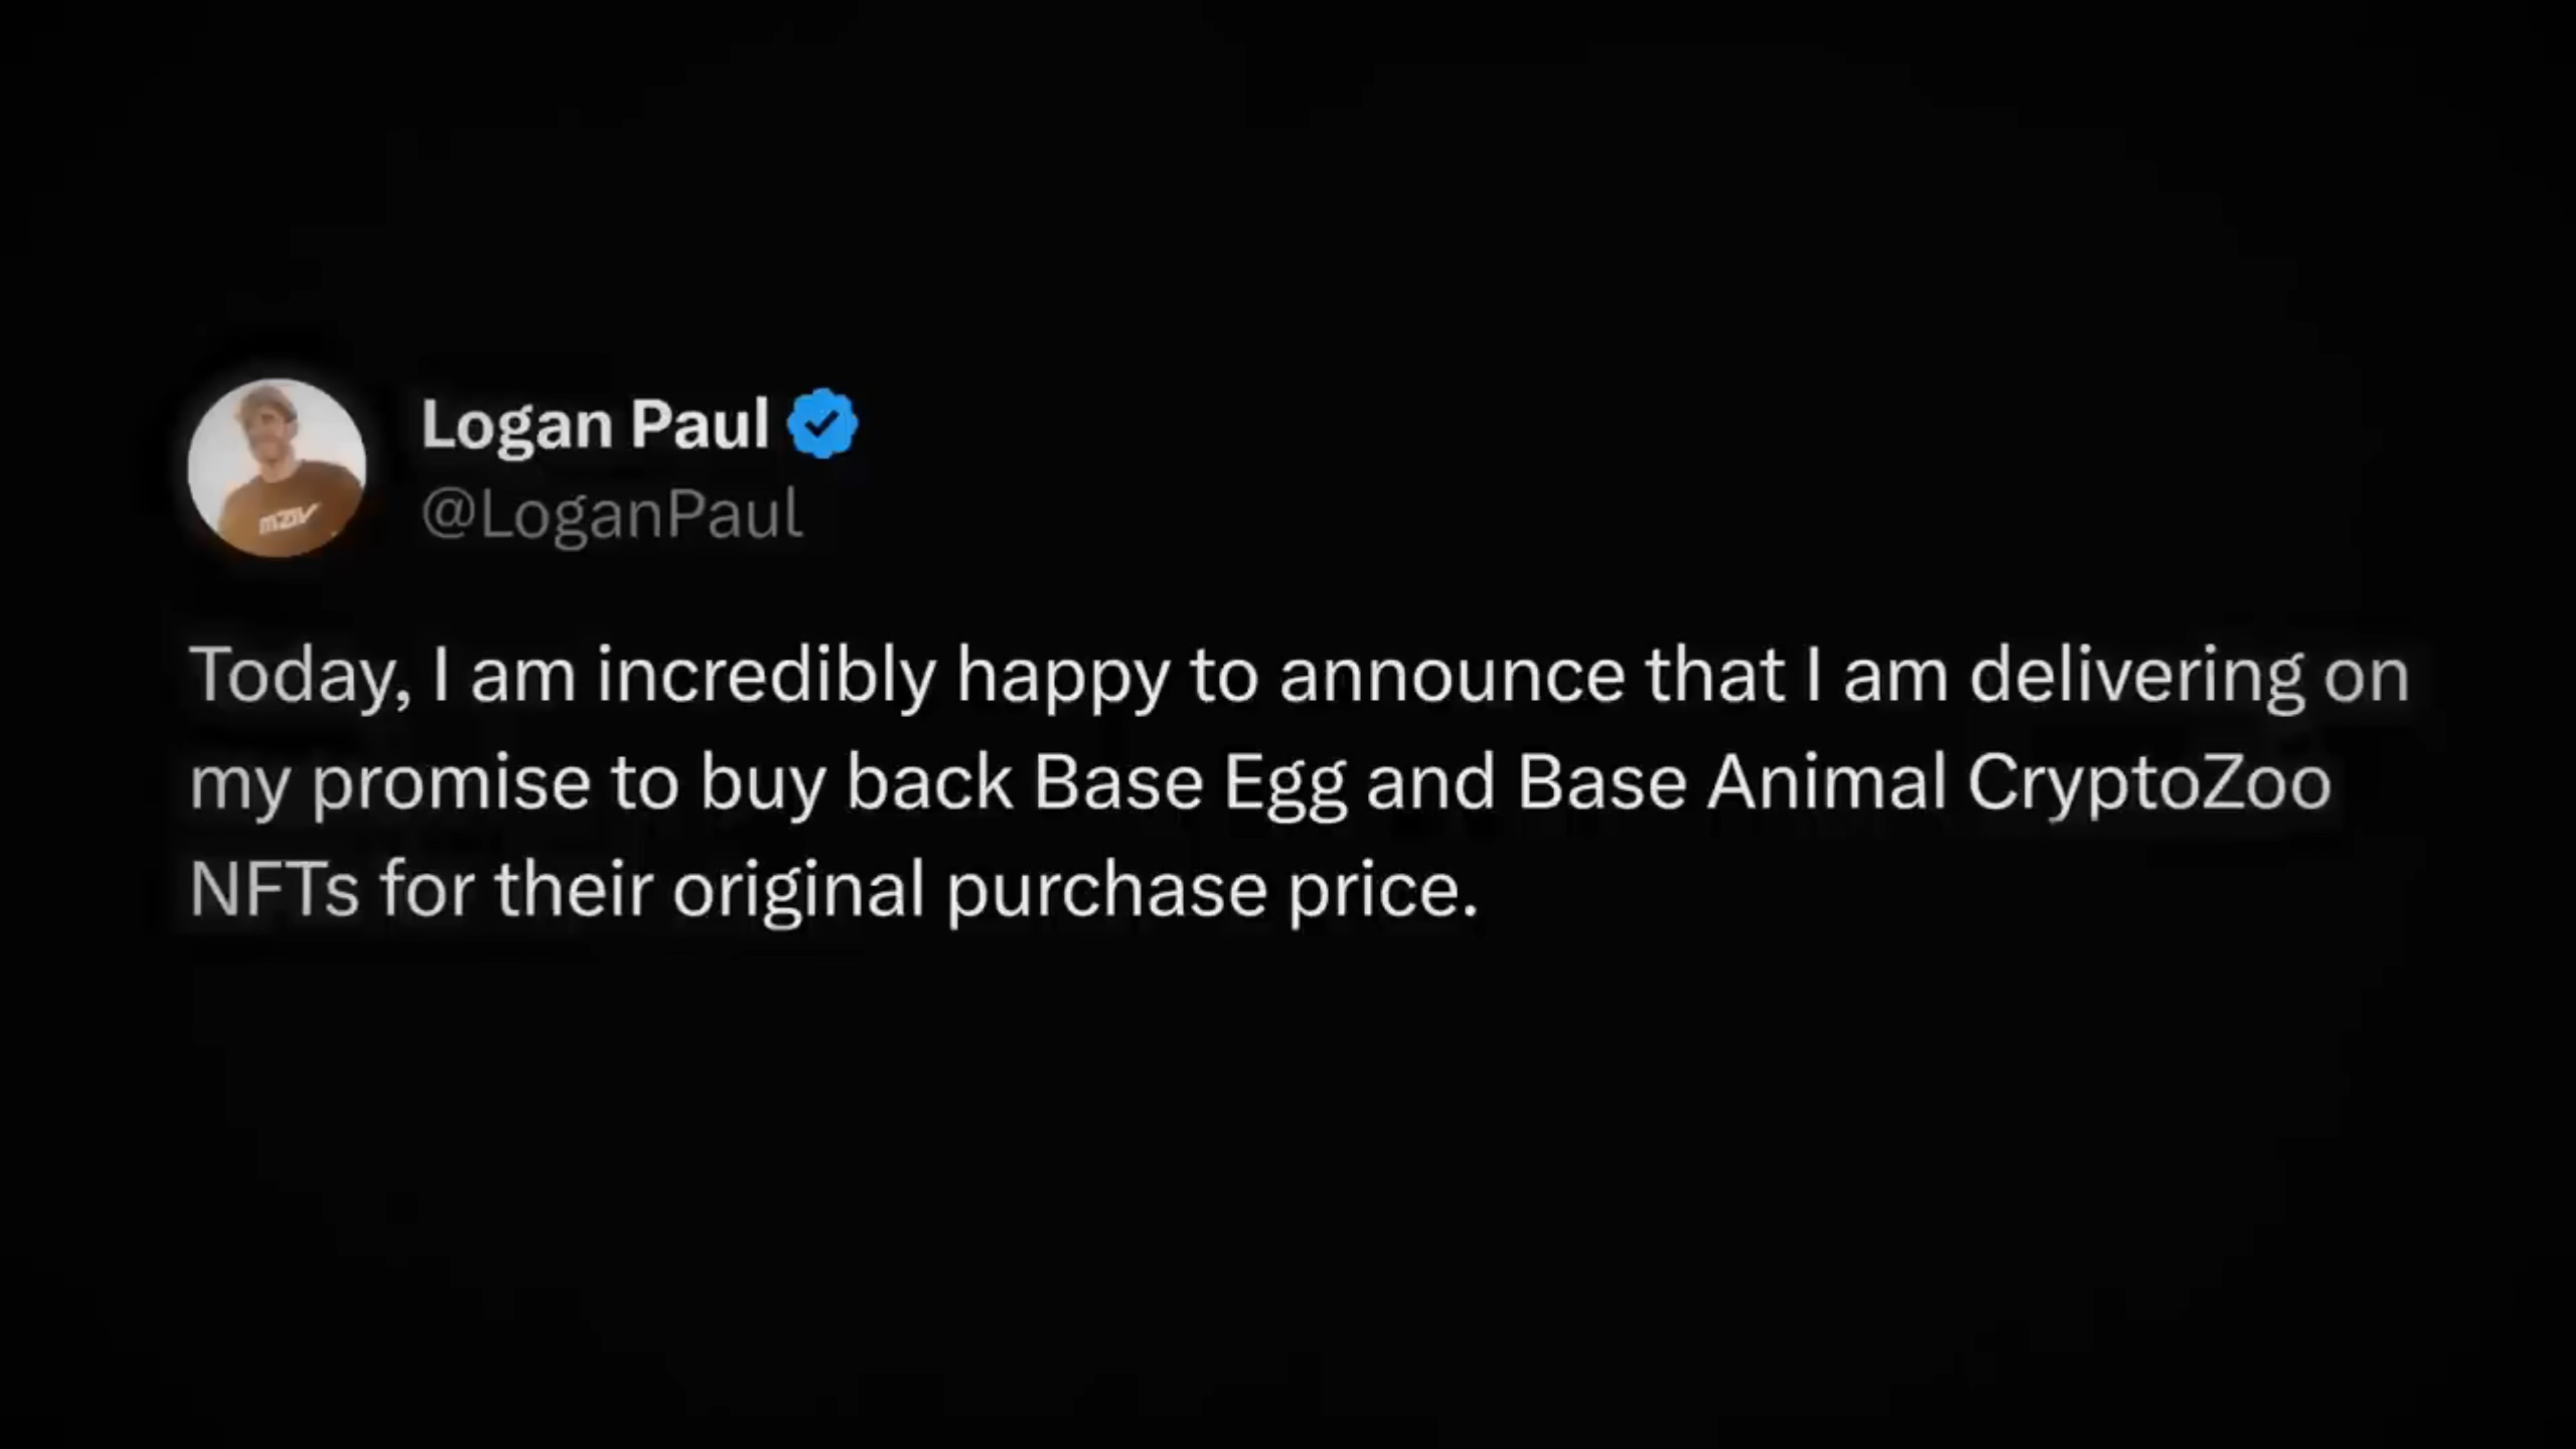 Logan Paul
@LoganPaul
Today, I am incredibly happy to announce that I am delivering on
my promise to buy back Base Egg and Base Animal CryptoZoo
NFTs for their original purchase price.